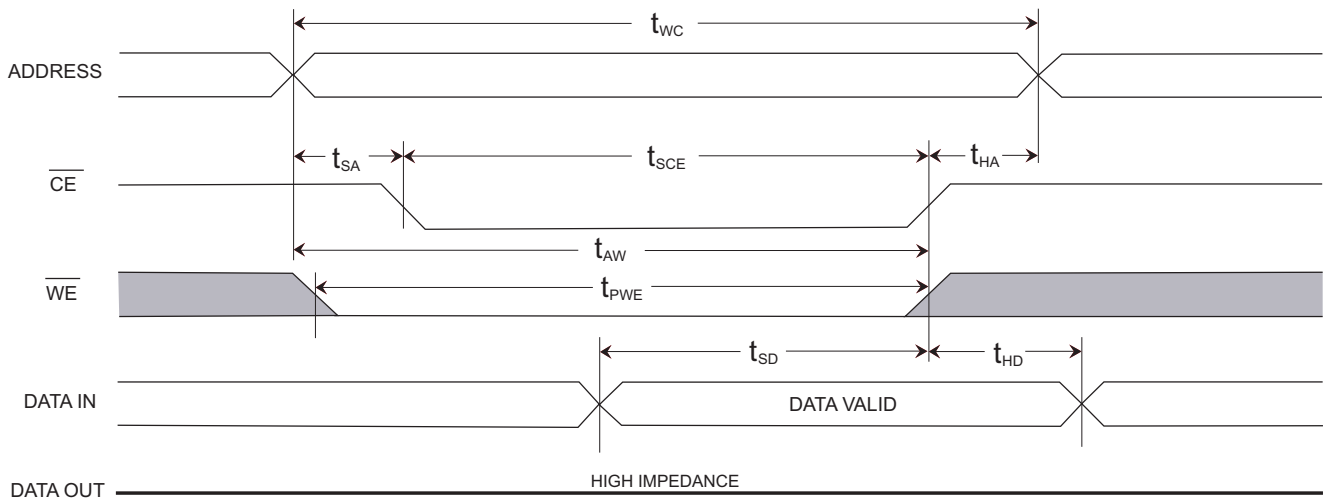 tWC
ADDRESS
tSA tSCE tHA
CE
tAW
WE
tPWE
tSD tHD
DATA IN DATA VALID
DATA OUT HIGH IMPEDANCE